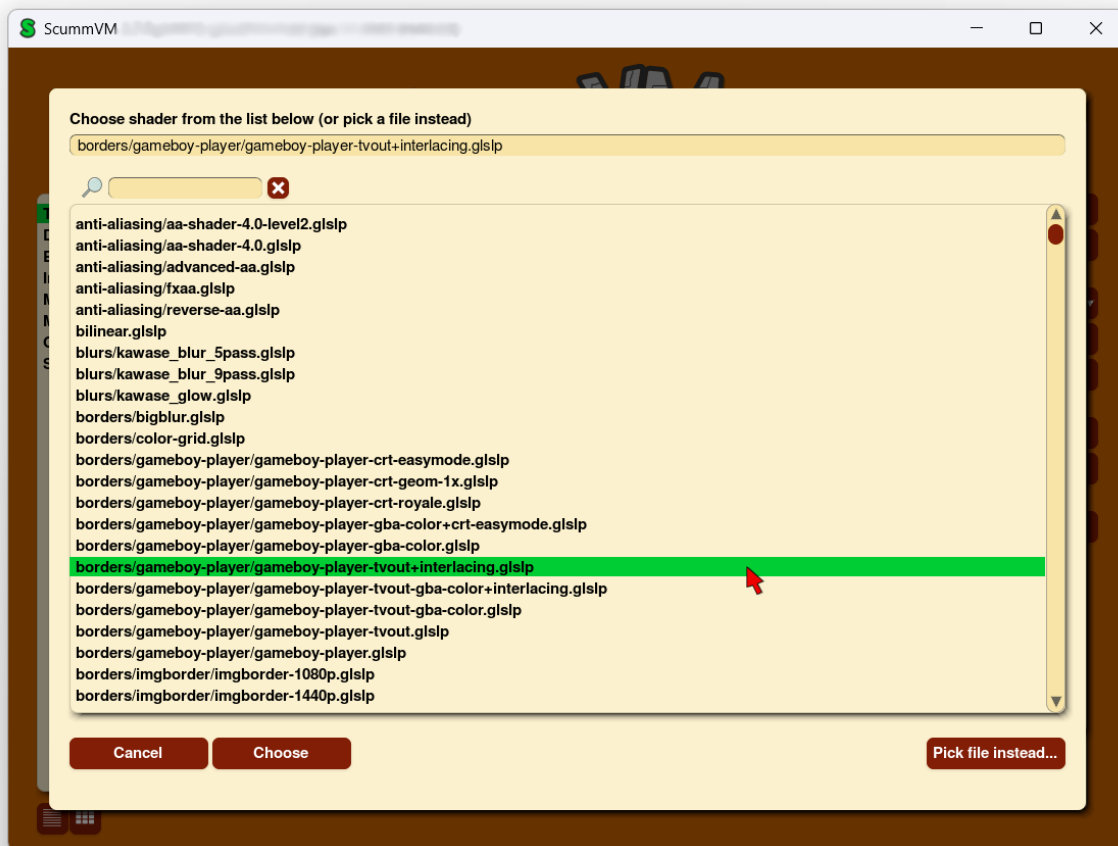 ScummVM
Choose shader from the list below (or pick a file instead)
borders/gameboy-player/gameboy-player-tvout+interlacing.glslp
anti-aliasing/aa-shader-4.0-level2.glslp
anti-aliasing/aa-shader-4.0.glslp
anti-aliasing/advanced-aa.glslp
anti-aliasing/fxaa.glslp
anti-aliasing/reverse-aa.glslp
bilinear.glslp
blurs/kawase_blur_5pass.glslp
blurs/kawase_blur_9pass.glslp
blurs/kawase_glow.glslp
borders/bigblur.glslp
borders/color-grid.glslp
borders/gameboy-player/gameboy-player-crt-easymode.glslp
borders/gameboy-player/gameboy-player-crt-geom-1x.glslp
borders/gameboy-player/gameboy-player-crt-royale.glslp
borders/gameboy-player/gameboy-player-gba-color+crt-easymode.glslp
borders/gameboy-player/gameboy-player-gba-color.glslp
borders/gameboy-player/gameboy-player-tvout+interlacing.glslp
borders/gameboy-player/gameboy-player-tvout-gba-color+interlacing.glslp
borders/gameboy-player/gameboy-player-tvout-gba-color.glslp
borders/gameboy-player/gameboy-player-tvout.glslp
borders/gameboy-player/gameboy-player.glslp
borders/imgborder/imgborder-1080p.glslp
borders/imgborder/imgborder-1440p.glslp
Cancel
Choose
Pick file instead...